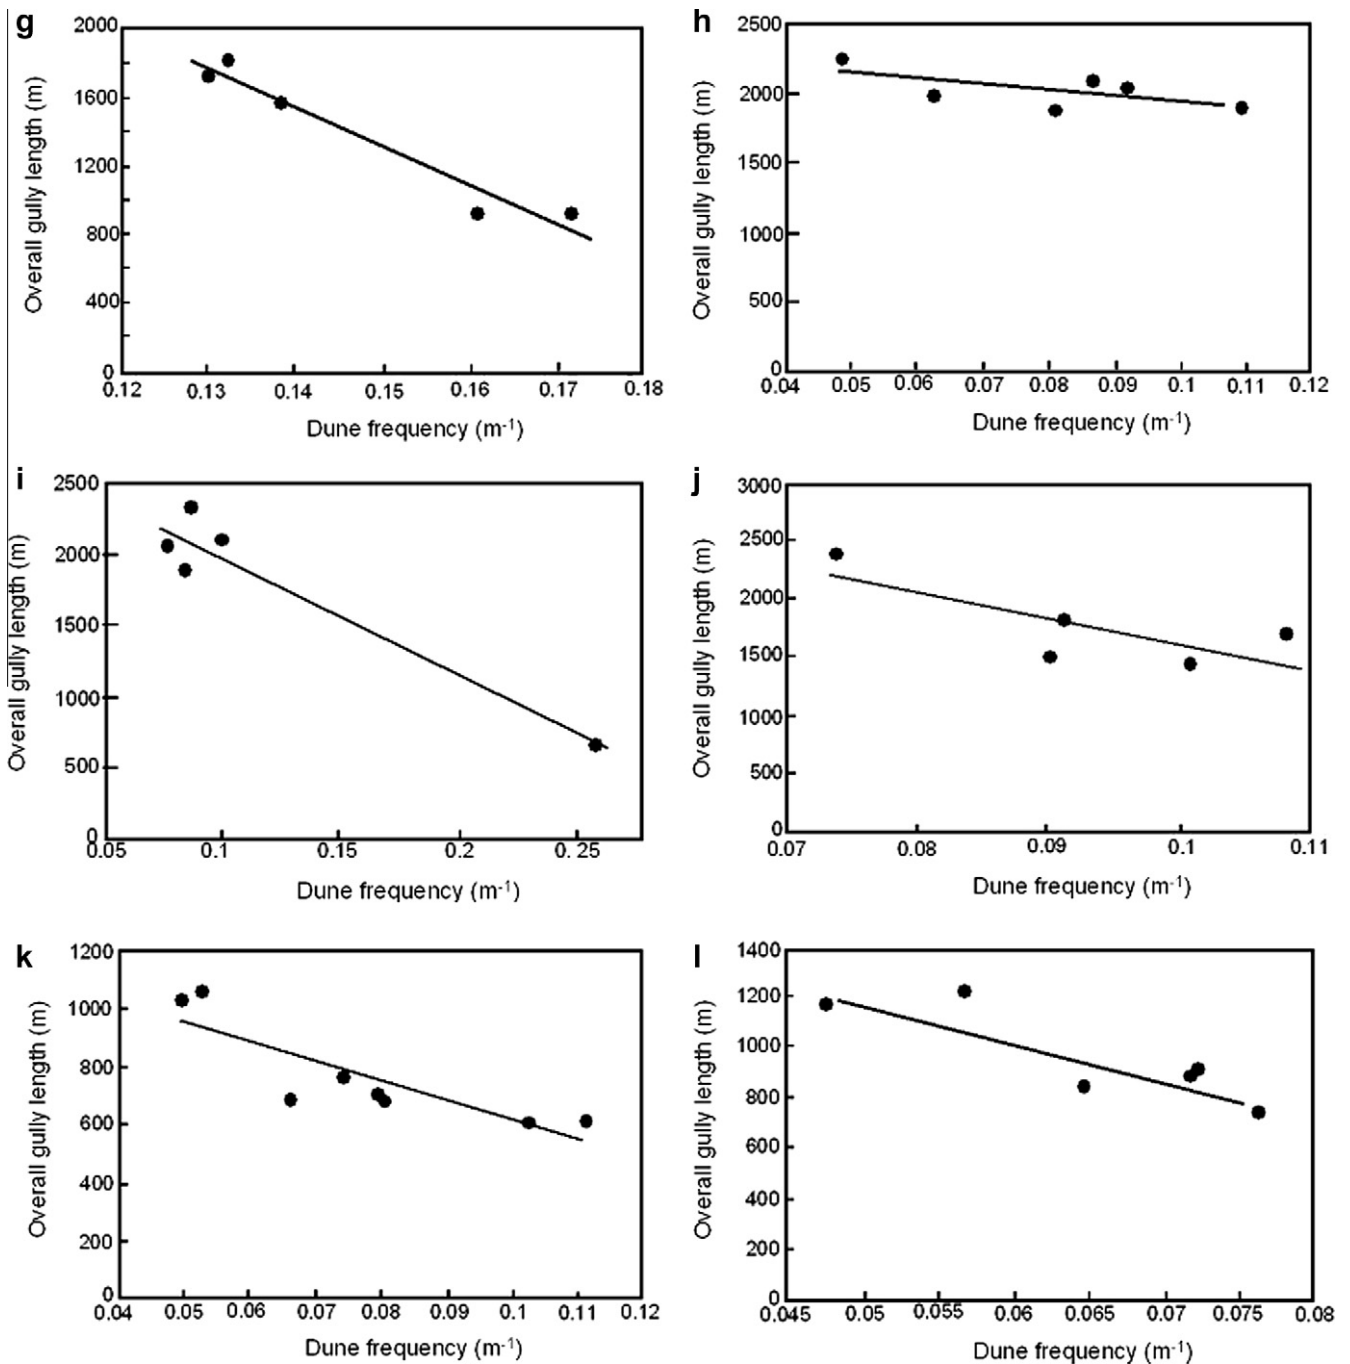 g
2000
1600
1200
800
400
0
0.12 0.13 0.14 0.15 0.16 0.17 0.18
Overall gully length (m)
Dune frequency (m-1)
h
2500
2000
1500
1000
500
0
0.04 0.05 0.06 0.07 0.08 0.09 0.1 0.11 0.12
Overall gully length (m)
Dune frequency (m-1)
i
2500
2000
1500
1000
500
0
0.05 0.1 0.15 0.2 0.25
Overall gully length (m)
Dune frequency (m-1)
j
3000
2500
2000
1500
1000
500
0
0.07 0.08 0.09 0.1 0.11
Overall gully length (m)
Dune frequency (m-1)
k
1200
1000
800
600
400
200
0
0.04 0.05 0.06 0.07 0.08 0.09 0.1 0.11 0.12
Overall gully length (m)
Dune frequency (m-1)
l
1400
1200
1000
800
600
400
200
0
0.045 0.05 0.055 0.06 0.065 0.07 0.075 0.08
Overall gully length (m)
Dune frequency (m-1)